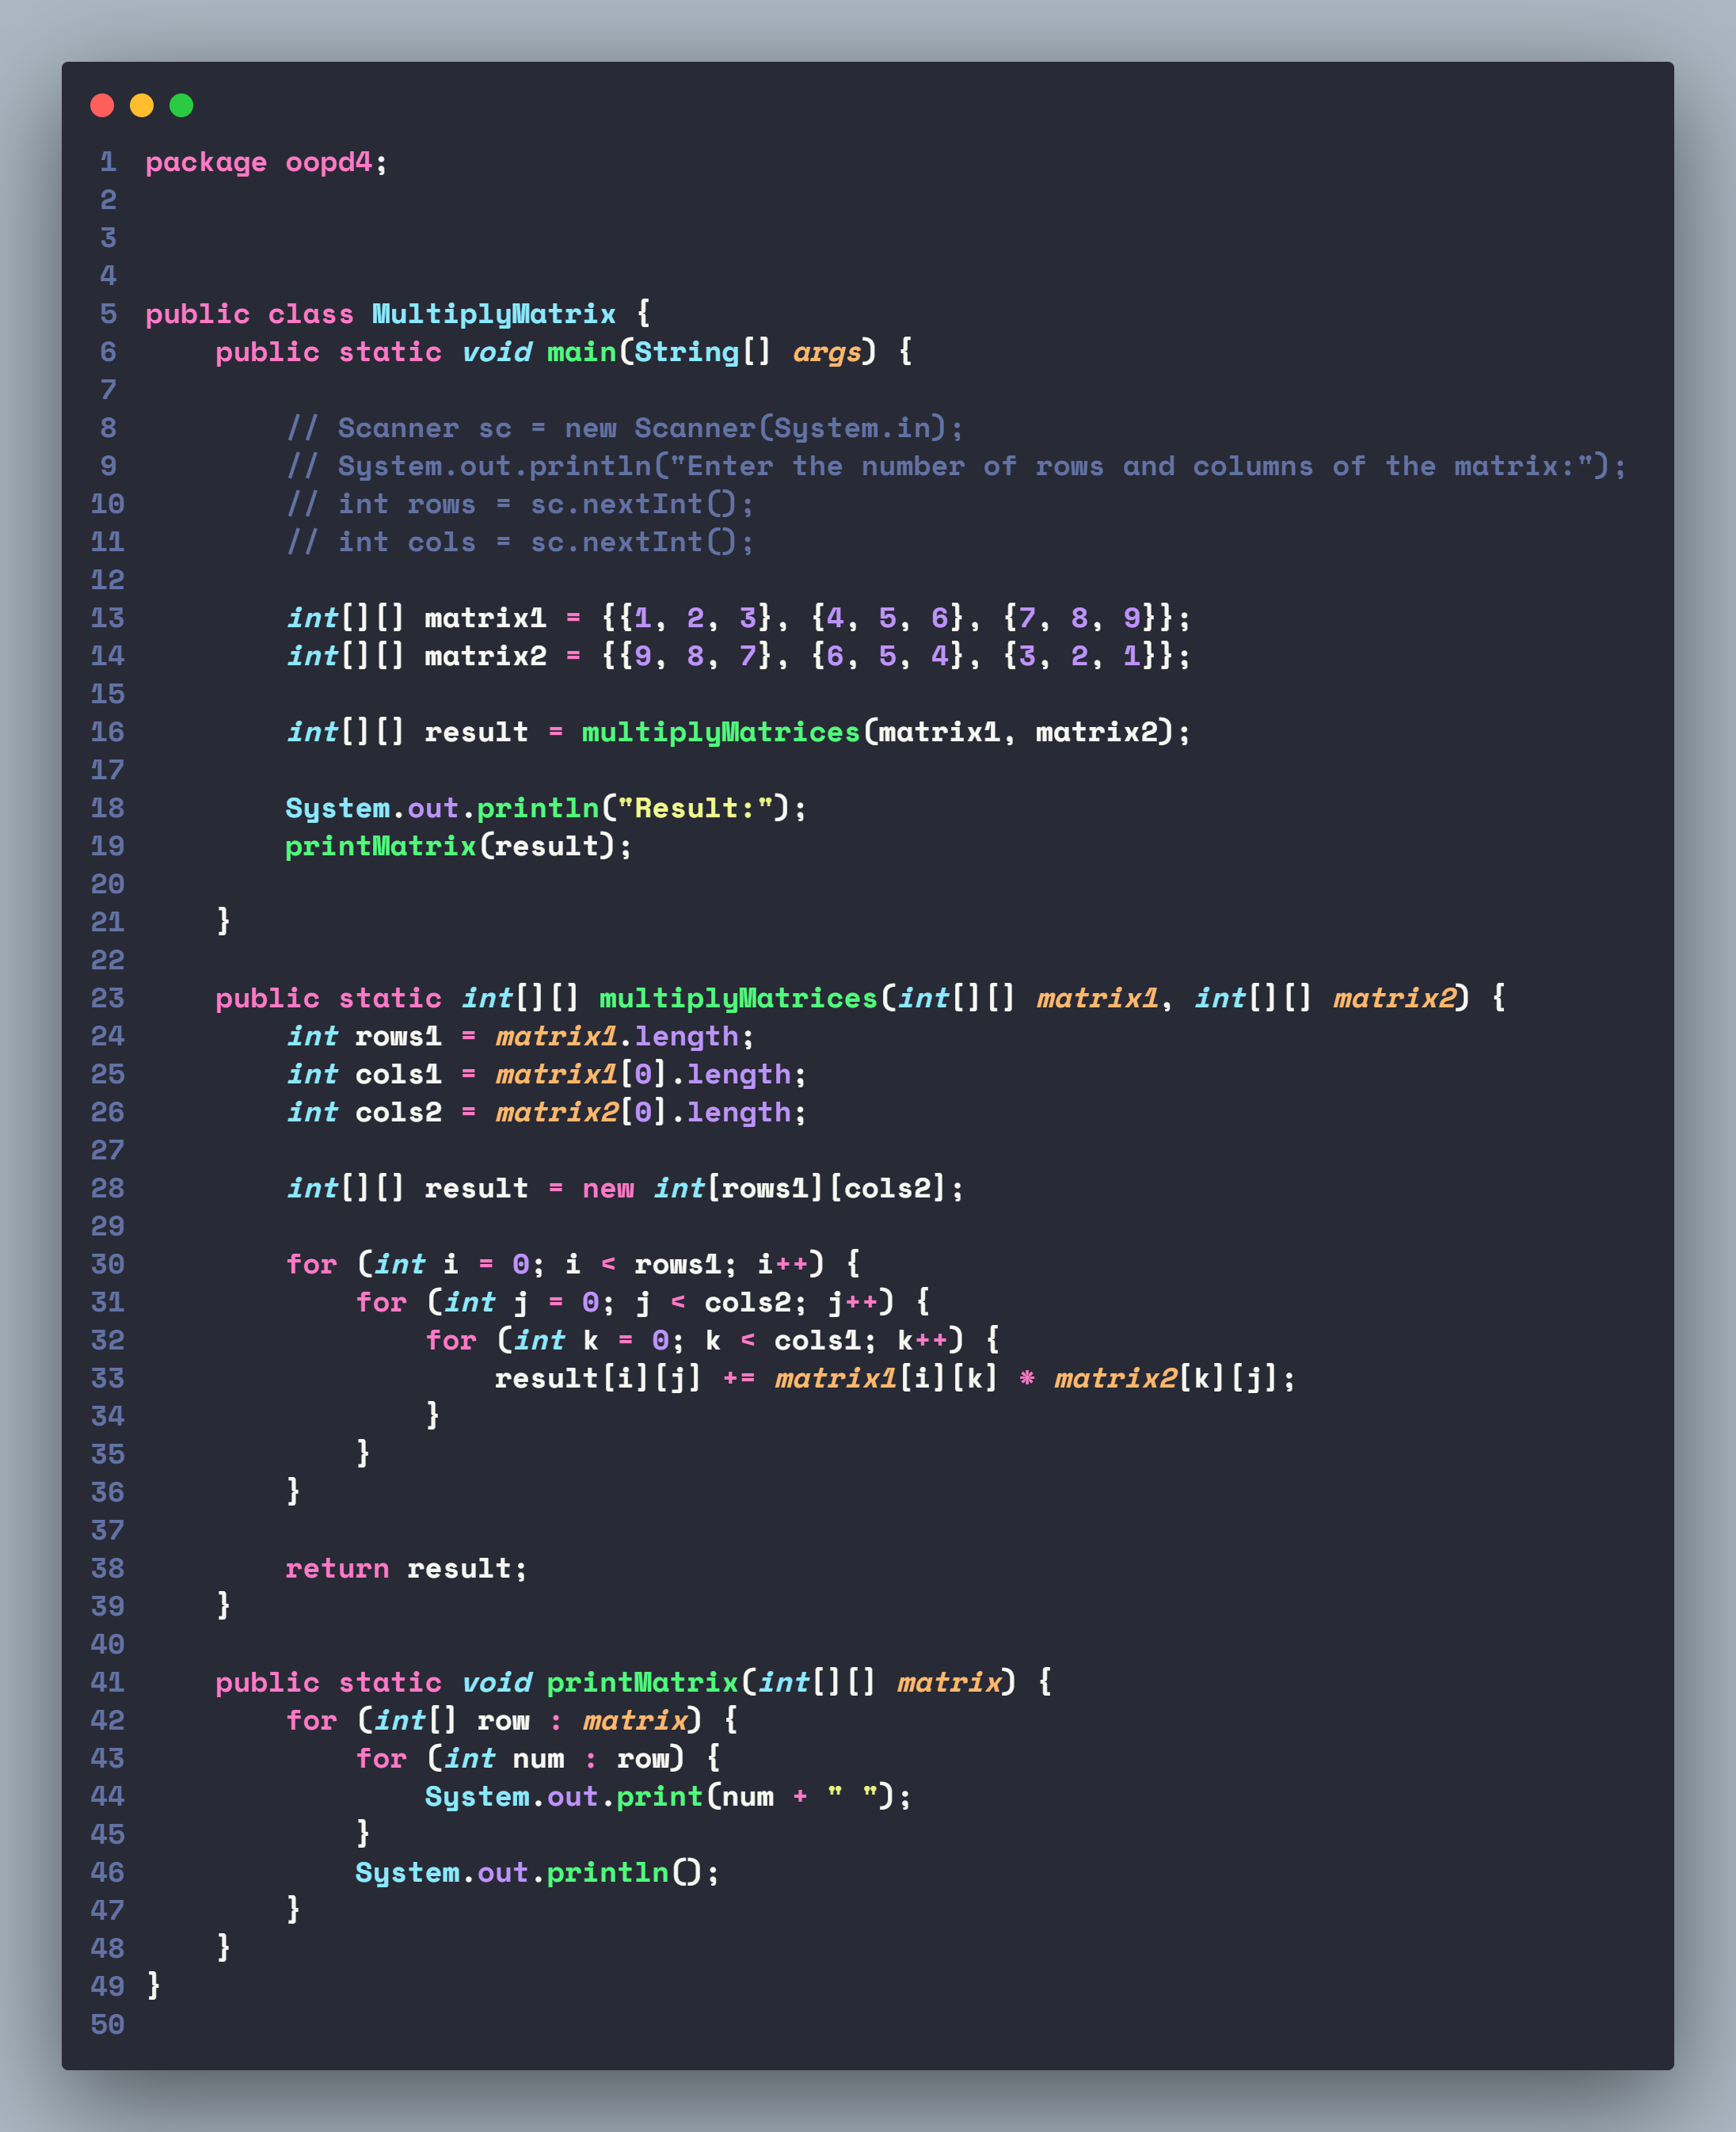 1 package oopd4;
2
3
4
5 public class MultiplyMatrix {
6     public static void main(String[] args) {
7
8         // Scanner sc = new Scanner(System.in);
9         // System.out.println("Enter the number of rows and columns of the matrix:");
10         // int rows = sc.nextInt();
11         // int cols = sc.nextInt();
12
13         int[][] matrix1 = {{1, 2, 3}, {4, 5, 6}, {7, 8, 9}};
14         int[][] matrix2 = {{9, 8, 7}, {6, 5, 4}, {3, 2, 1}};
15
16         int[][] result = multiplyMatrices(matrix1, matrix2);
17
18         System.out.println("Result:");
19         printMatrix(result);
20
21     }
22
23     public static int[][] multiplyMatrices(int[][] matrix1, int[][] matrix2) {
24         int rows1 = matrix1.length;
25         int cols1 = matrix1[0].length;
26         int cols2 = matrix2[0].length;
27
28         int[][] result = new int[rows1][cols2];
29
30         for (int i = 0; i < rows1; i++) {
31             for (int j = 0; j < cols2; j++) {
32                 for (int k = 0; k < cols1; k++) {
33                     result[i][j] += matrix1[i][k] * matrix2[k][j];
34                 }
35             }
36         }
37
38         return result;
39     }
40
41     public static void printMatrix(int[][] matrix) {
42         for (int[] row : matrix) {
43             for (int num : row) {
44                 System.out.print(num + " ");
45             }
46             System.out.println();
47         }
48     }
49 }
50